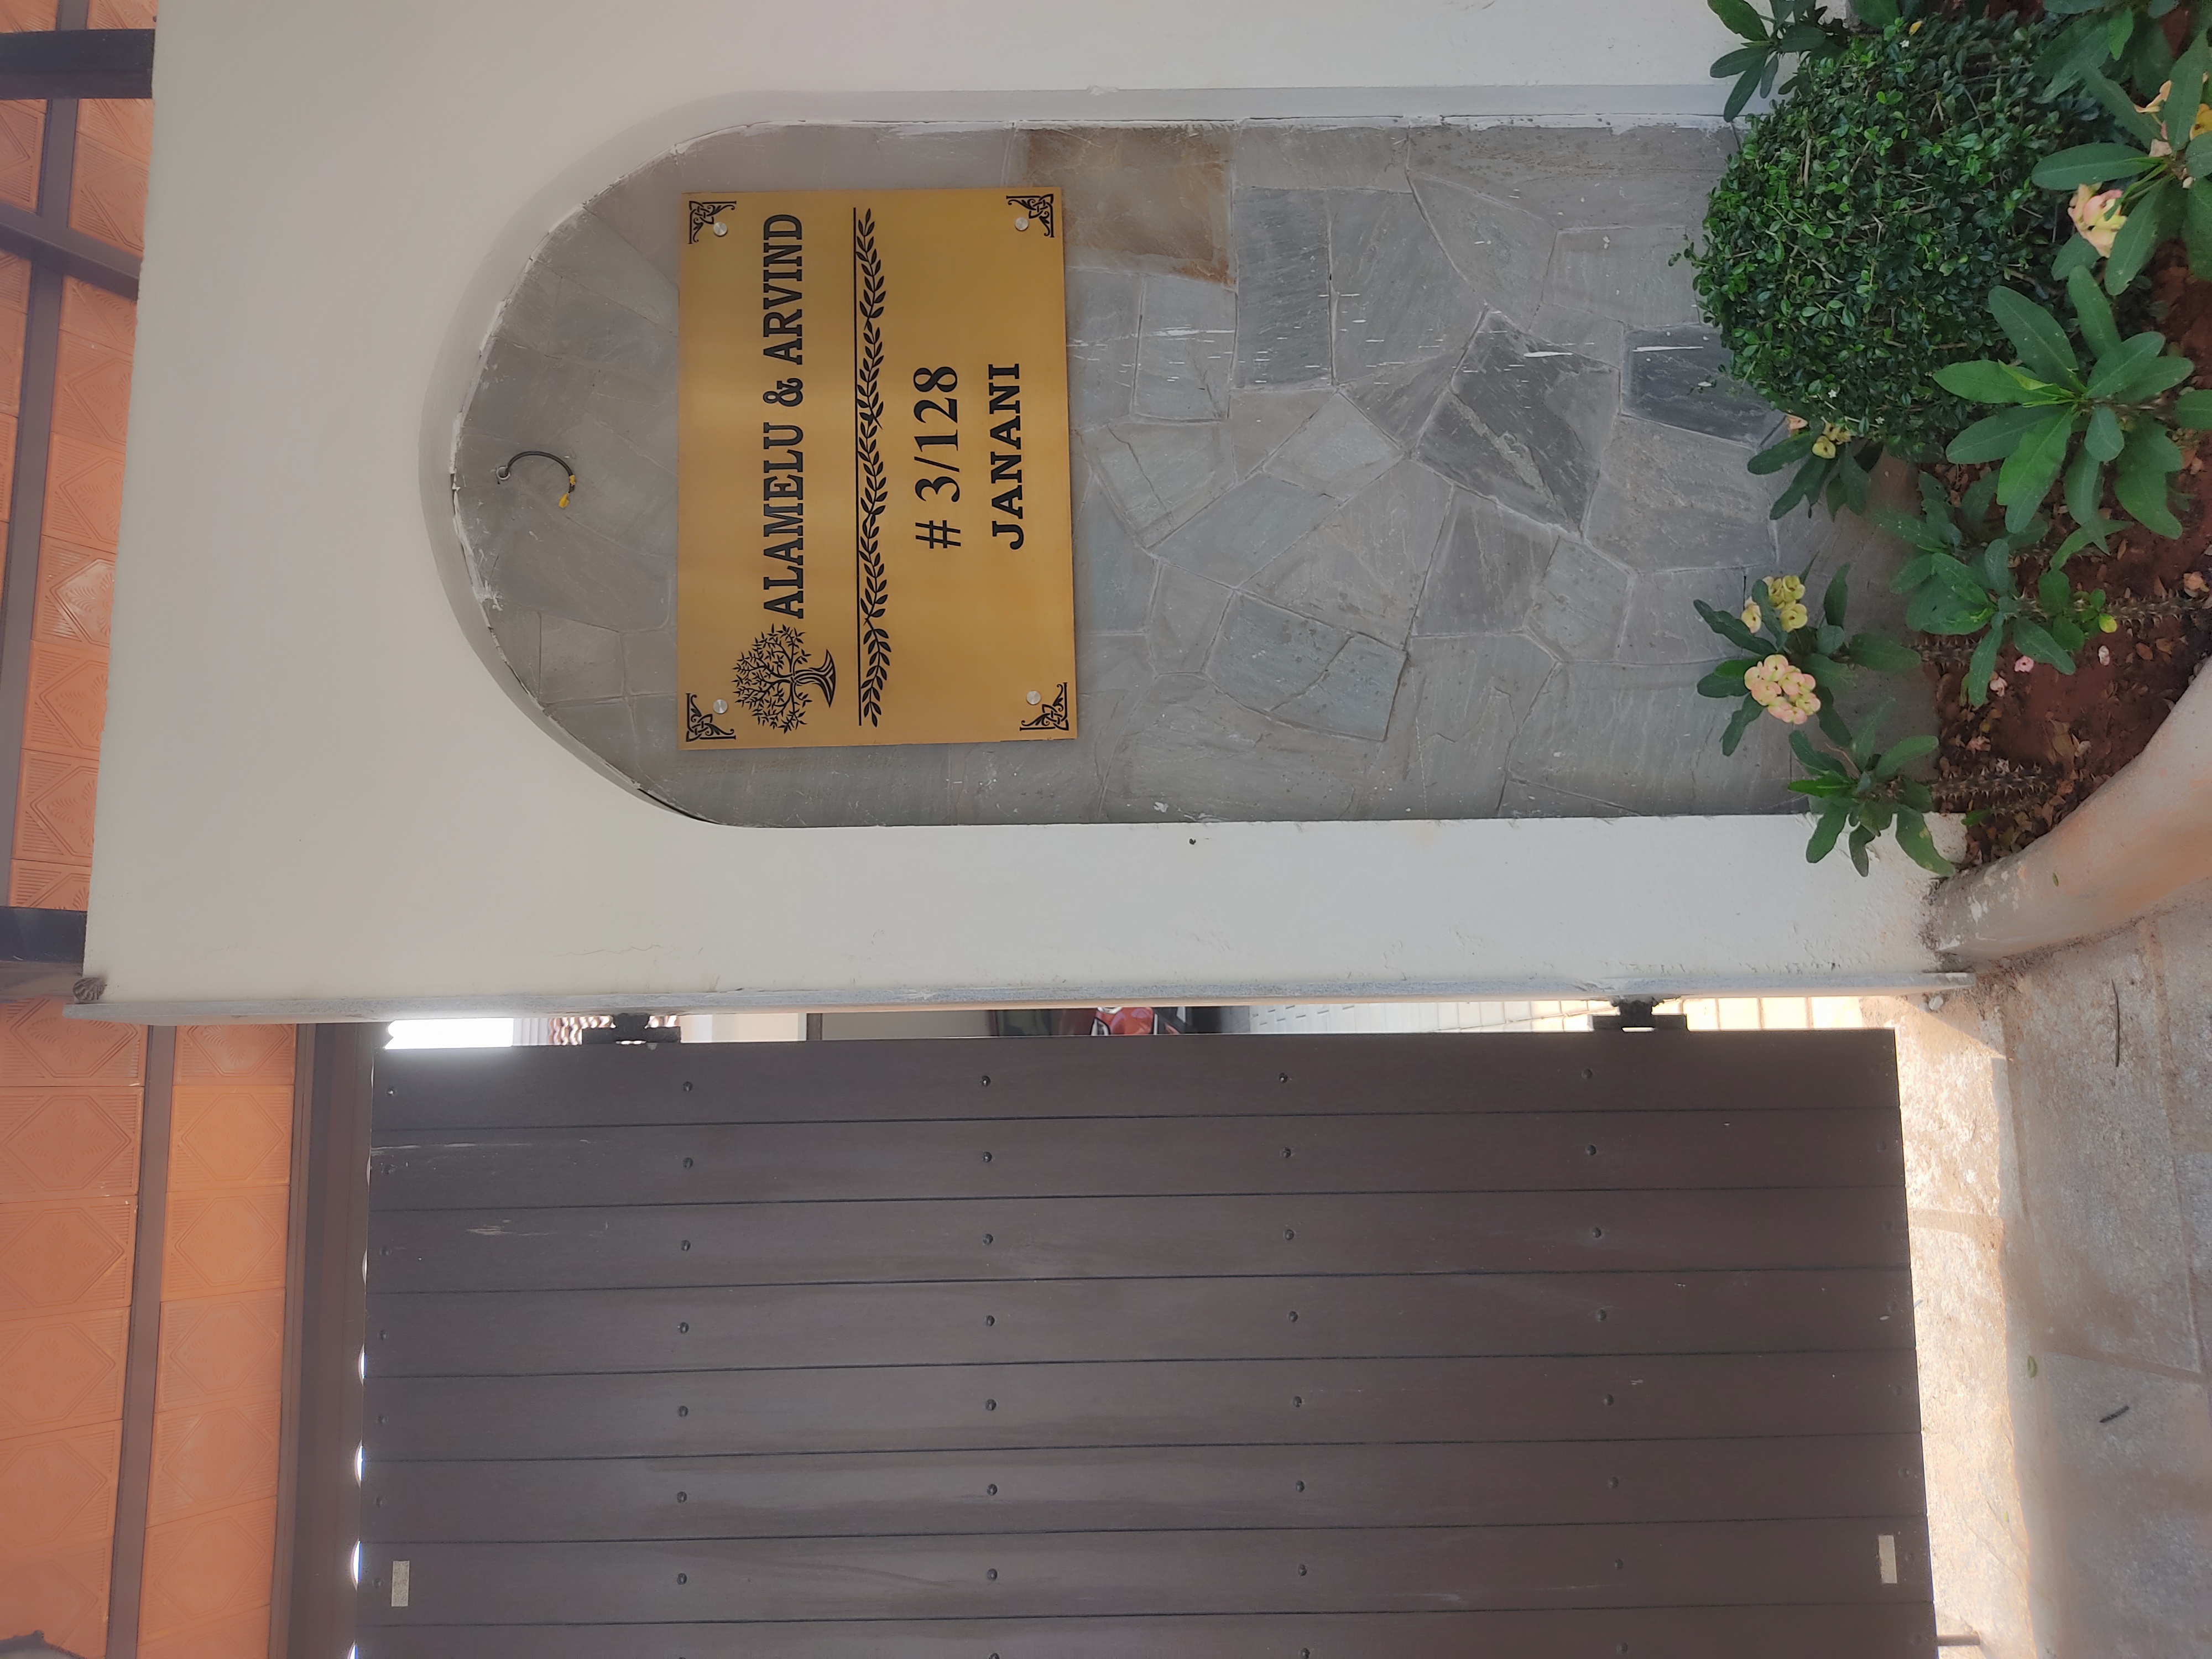 ALAMELU & ARVIND
# 3/128
JANANI